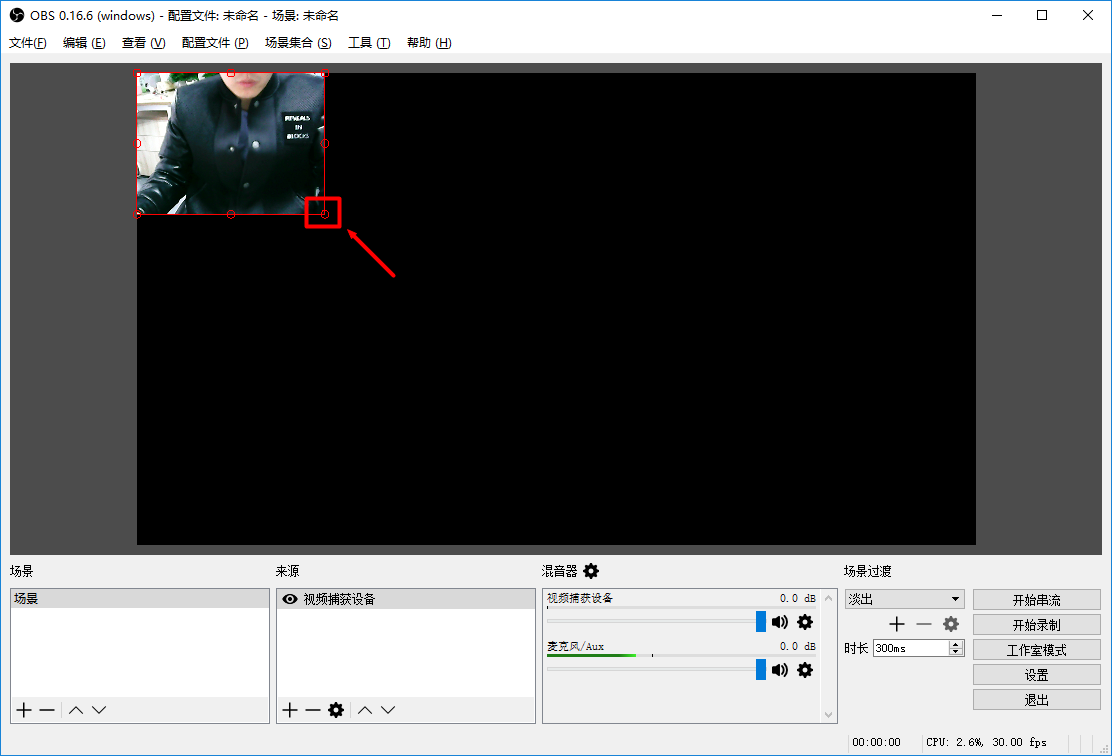 OBS 0.16.6 (windows) - 配置文件: 未命名 - 场景: 未命名
文件(F) 编辑 (E) 查看 (V) 配置文件 (P) 场景集合 (S) 工具 (T) 帮助 (H)
REVEALS
IN
BLOCKS
场景
场景
来源
视频捕获设备
混音器
视频捕获设备 0.0 dB
麦克风/Aux 0.0 dB
场景过渡
淡出
时长 300ms
开始串流
开始录制
工作室模式
设置
退出
00:00:00 CPU: 2.6%, 30.00 fps